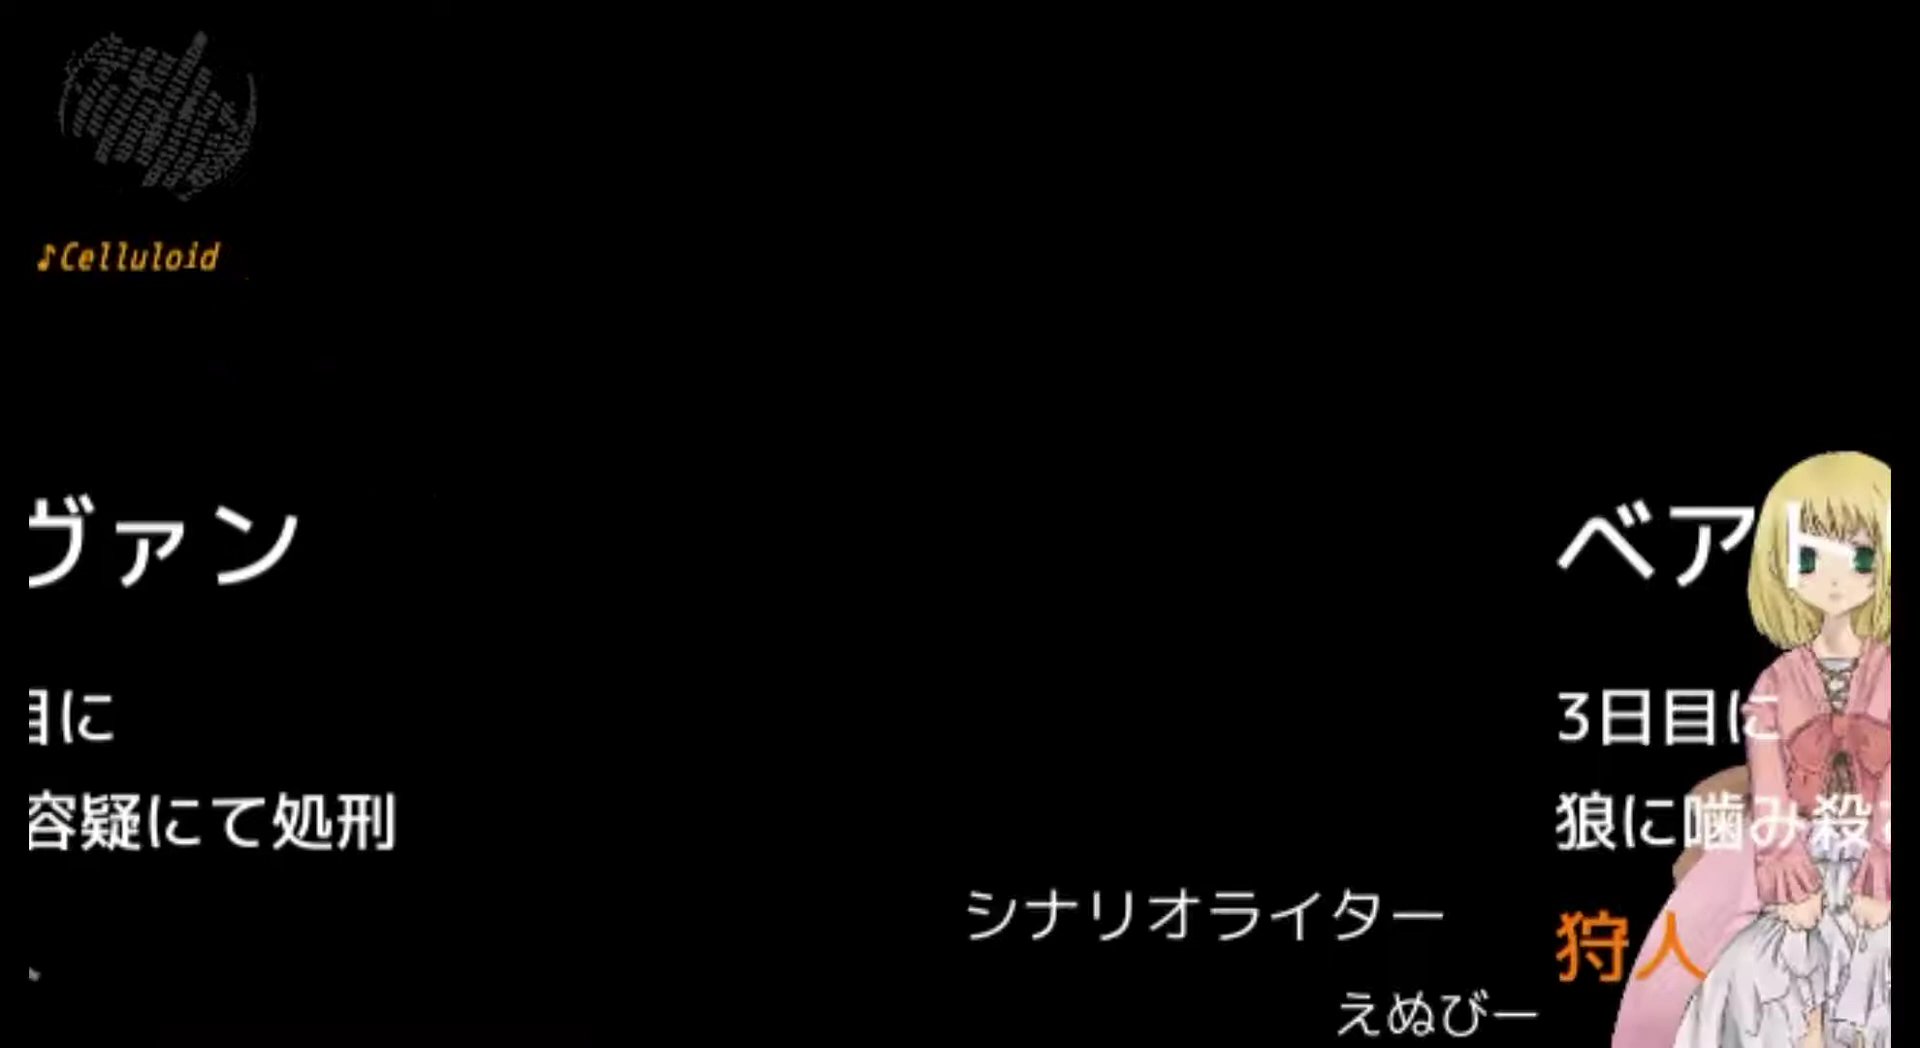 ♪Celluloid
ヴァン
目に
容疑にて処刑
ベアト
3日目に
狼に噛み殺
狩人
シナリオライター
えぬびー